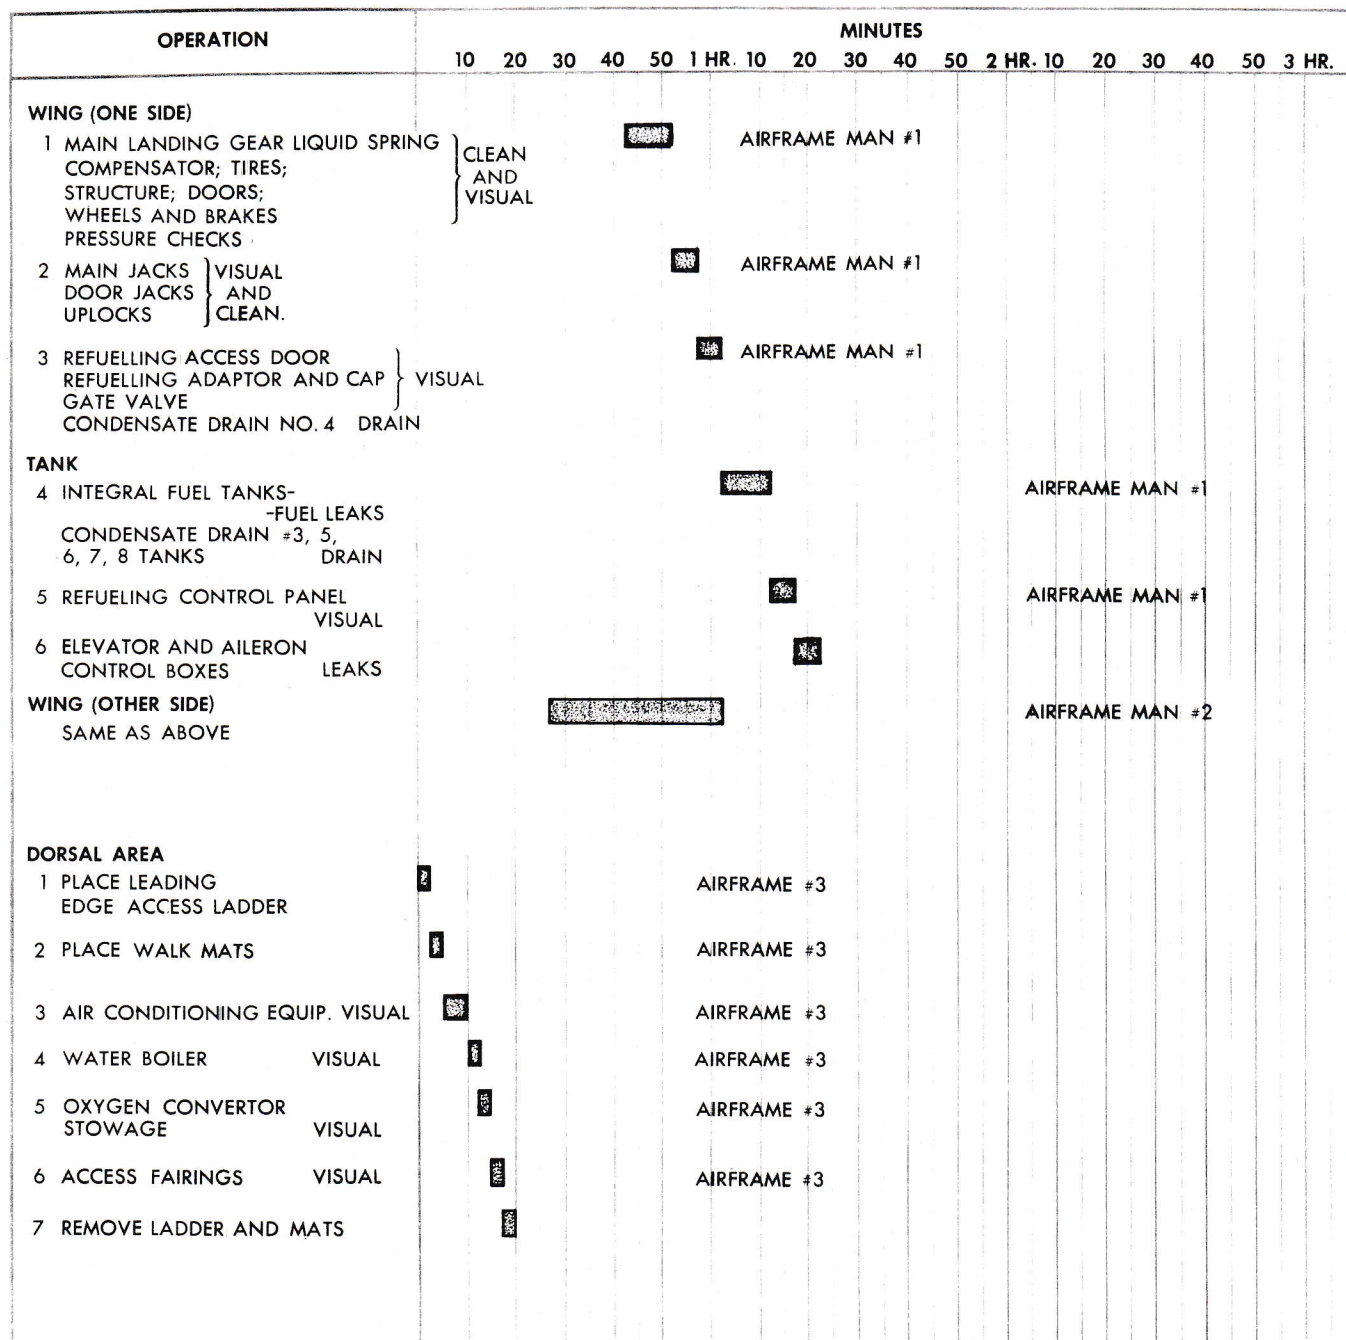 OPERATION
MINUTES
10 20 30 40 50 1 HR. 10 20 30 40 50 2 HR. 10 20 30 40 50 3 HR.
WING (ONE SIDE)
1 MAIN LANDING GEAR LIQUID SPRING
COMPENSATOR; TIRES;
STRUCTURE; DOORS;
WHEELS AND BRAKES
PRESSURE CHECKS
CLEAN
AND
VISUAL
AIRFRAME MAN #1
2 MAIN JACKS
DOOR JACKS
UPLOCKS
VISUAL
AND
CLEAN.
AIRFRAME MAN #1
3 REFUELLING ACCESS DOOR
REFUELLING ADAPTOR AND CAP
GATE VALVE
VISUAL
CONDENSATE DRAIN NO. 4 DRAIN
AIRFRAME MAN #1
TANK
4 INTEGRAL FUEL TANKS-
-FUEL LEAKS
CONDENSATE DRAIN #3, 5,
6, 7, 8 TANKS DRAIN
AIRFRAME MAN #1
5 REFUELING CONTROL PANEL
VISUAL
AIRFRAME MAN #1
6 ELEVATOR AND AILERON
CONTROL BOXES LEAKS
WING (OTHER SIDE)
SAME AS ABOVE
AIRFRAME MAN #2
DORSAL AREA
1 PLACE LEADING
EDGE ACCESS LADDER
AIRFRAME #3
2 PLACE WALK MATS AIRFRAME #3
3 AIR CONDITIONING EQUIP. VISUAL AIRFRAME #3
4 WATER BOILER VISUAL AIRFRAME #3
5 OXYGEN CONVERTOR
STOWAGE VISUAL
AIRFRAME #3
6 ACCESS FAIRINGS VISUAL AIRFRAME #3
7 REMOVE LADDER AND MATS